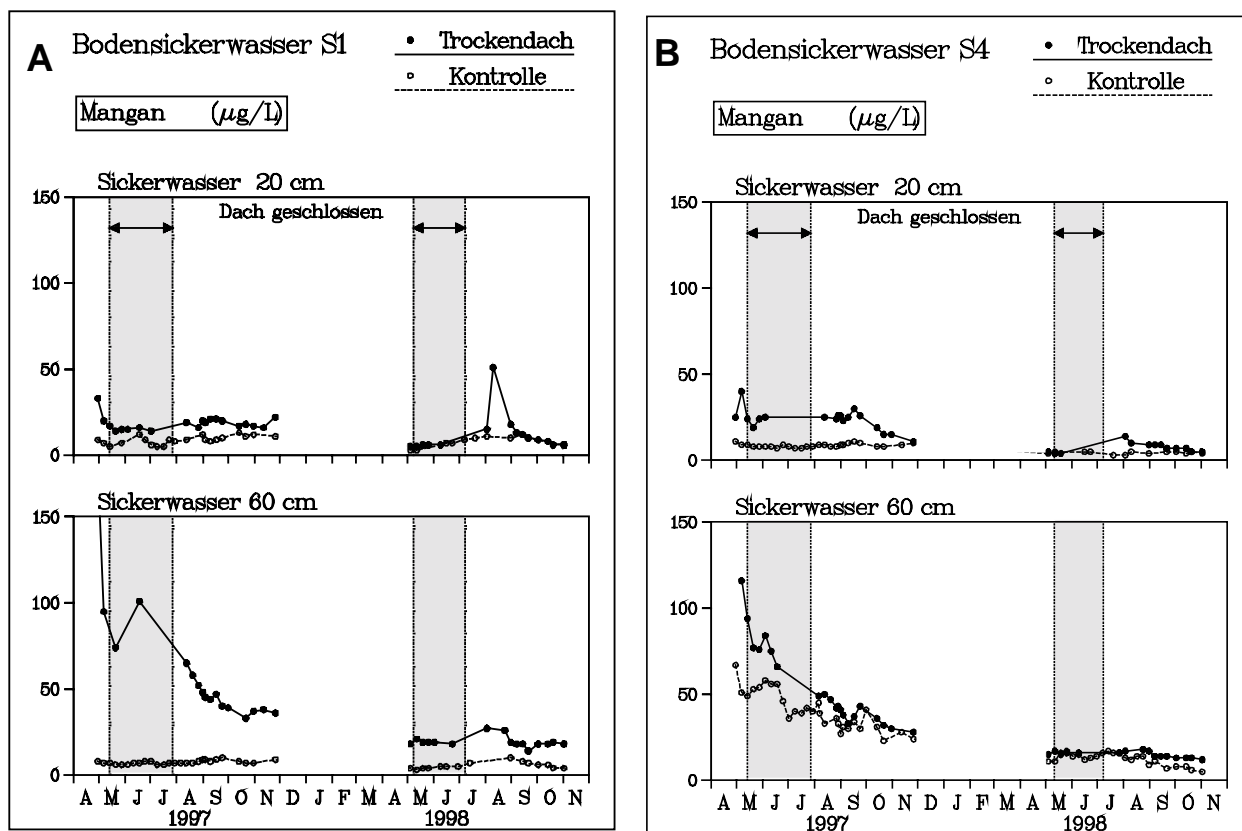 A
Bodensickerwasser S1
Trockendach
Kontrolle
Mangan (µg/L)
Sickerwasser 20 cm
150
100
50
0
Dach geschlossen
Sickerwasser 60 cm
150
100
50
0
A M J J A S O N D J F M A M J J A S O N
1997 1998
B
Bodensickerwasser S4
Trockendach
Kontrolle
Mangan (µg/L)
Sickerwasser 20 cm
150
100
50
0
Dach geschlossen
Sickerwasser 60 cm
150
100
50
0
A M J J A S O N D J F M A M J J A S O N
1997 1998